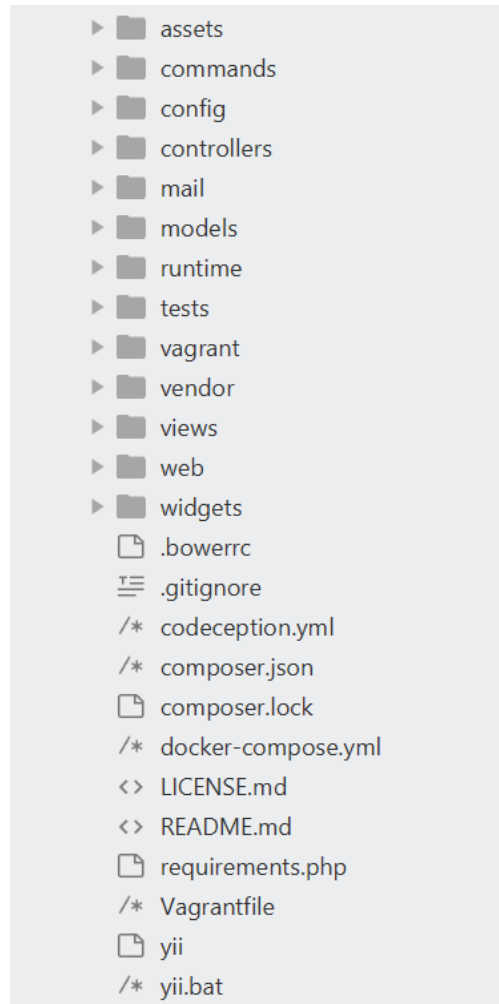 assets
commands
config
controllers
mail
models
runtime
tests
vagrant
vendor
views
web
widgets
.bowerrc
.gitignore
/* codeception.yml
/* composer.json
composer.lock
/* docker-compose.yml
<> LICENSE.md
<> README.md
requirements.php
/* Vagrantfile
yii
/* yii.bat